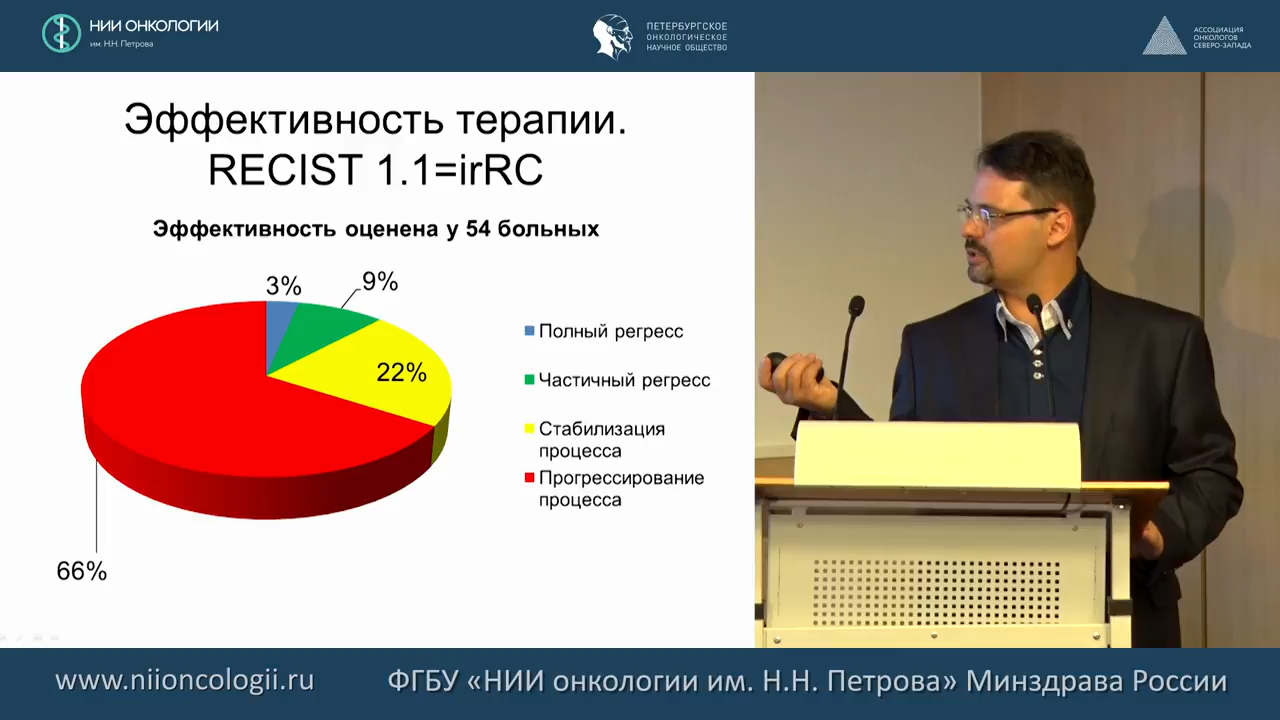 НИИ ОНКОЛОГИИ
им. Н.Н. Петрова
ПЕТЕРБУРГСКОЕ
ОНКОЛОГИЧЕСКОЕ
НАУЧНОЕ ОБЩЕСТВО
АССОЦИАЦИЯ
ОНКОЛОГОВ
СЕВЕРО-ЗАПАДА
Эффективность терапии.
RECIST 1.1=irRC
Эффективность оценена у 54 больных
3%
9%
22%
66%
Полный регресс
Частичный регресс
Стабилизация
процесса
Прогрессирование
процесса
www.niioncologii.ru
ФГБУ «НИИ онкологии им. Н.Н. Петрова» Минздрава России